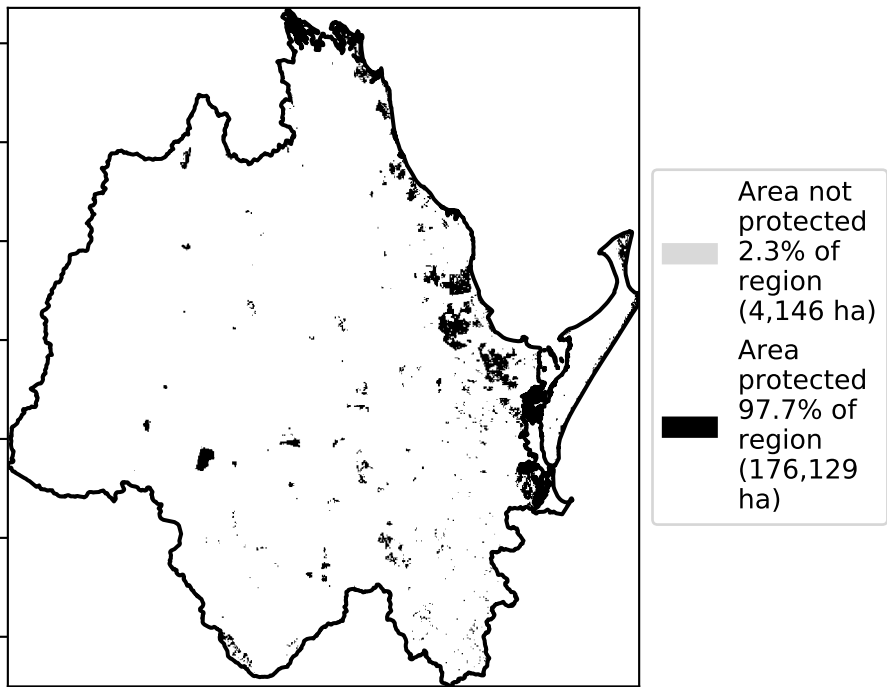 Area not
protected
2.3% of
region
(4,146 ha)
Area
protected
97.7% of
region
(176,129
ha)